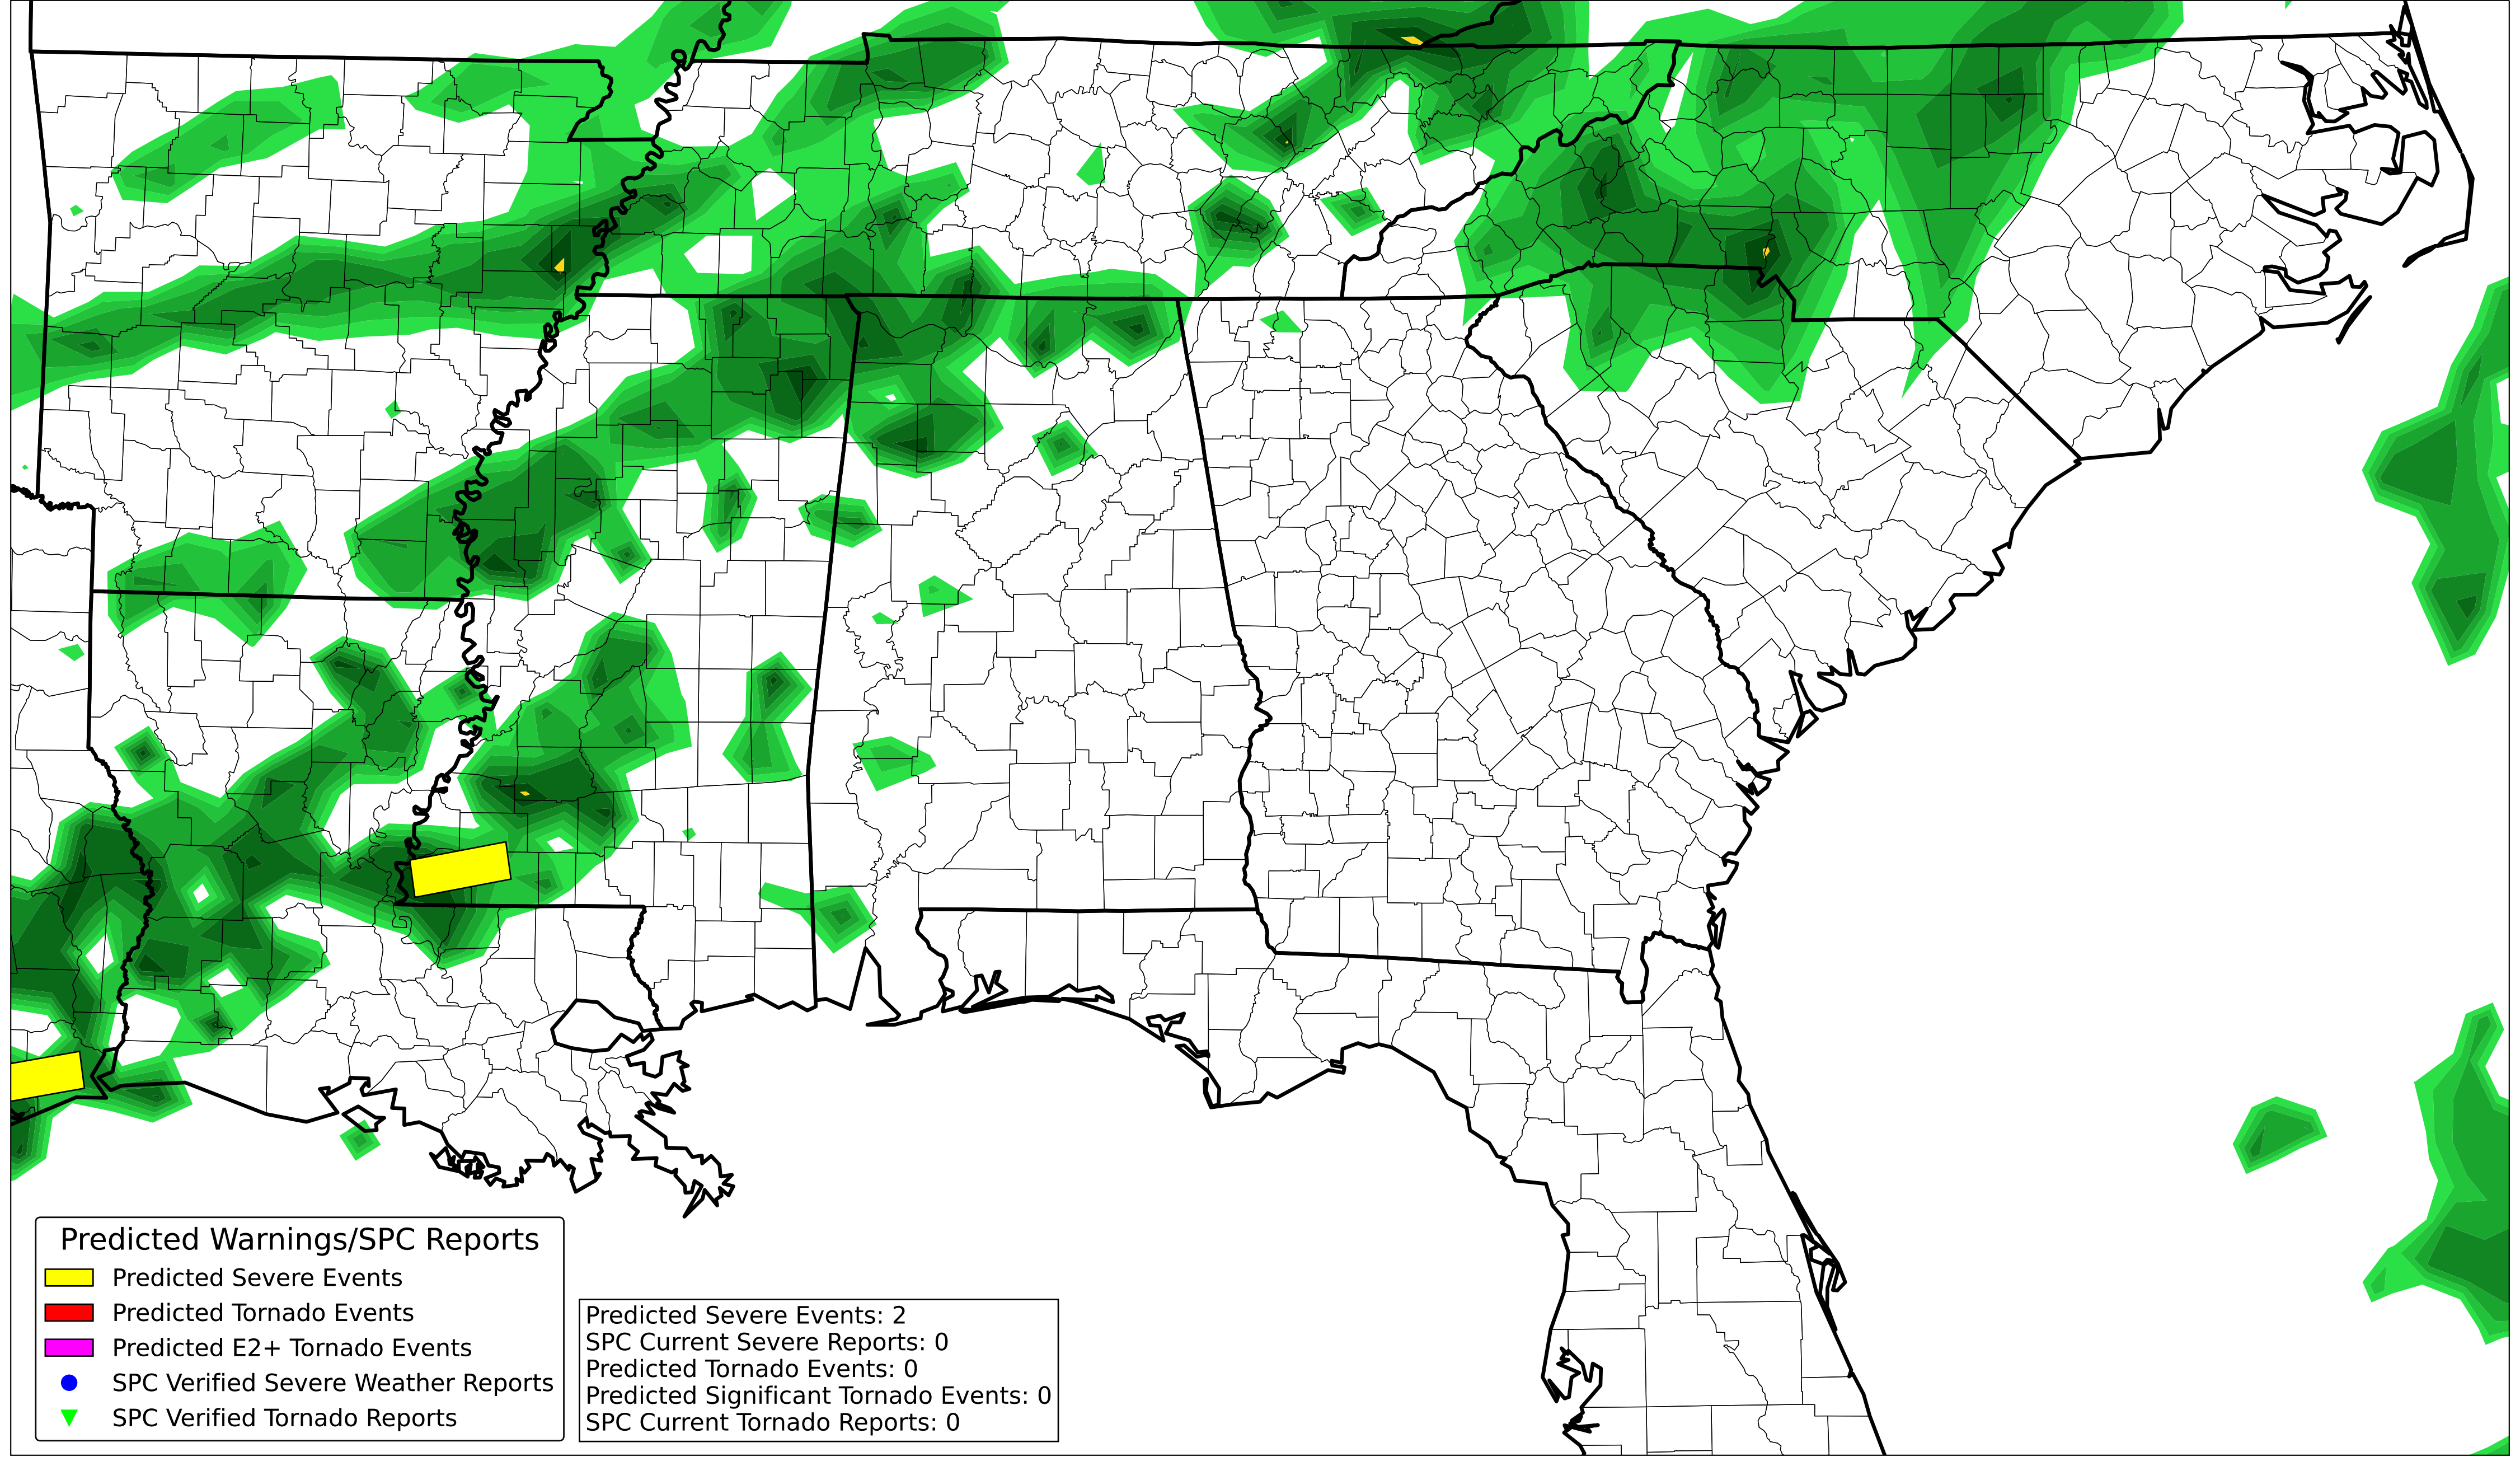 Predicted Warnings/SPC Reports
Predicted Severe Events
Predicted Tornado Events
Predicted E2+ Tornado Events
SPC Verified Severe Weather Reports
SPC Verified Tornado Reports
Predicted Severe Events: 2
SPC Current Severe Reports: 0
Predicted Tornado Events: 0
Predicted Significant Tornado Events: 0
SPC Current Tornado Reports: 0